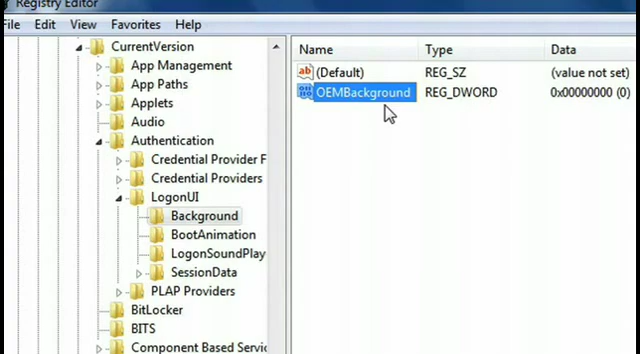 Registry Editor
File Edit View Favorites Help
CurrentVersion
App Management
App Paths
Applets
Audio
Authentication
Credential Provider F
Credential Providers
LogonUI
Background
BootAnimation
LogonSoundPlay
SessionData
PLAP Providers
BitLocker
BITS
Component Based Servic
Name Type Data
ab (Default) REG_SZ (value not set)
OEMBackground REG_DWORD 0x00000000 (0)